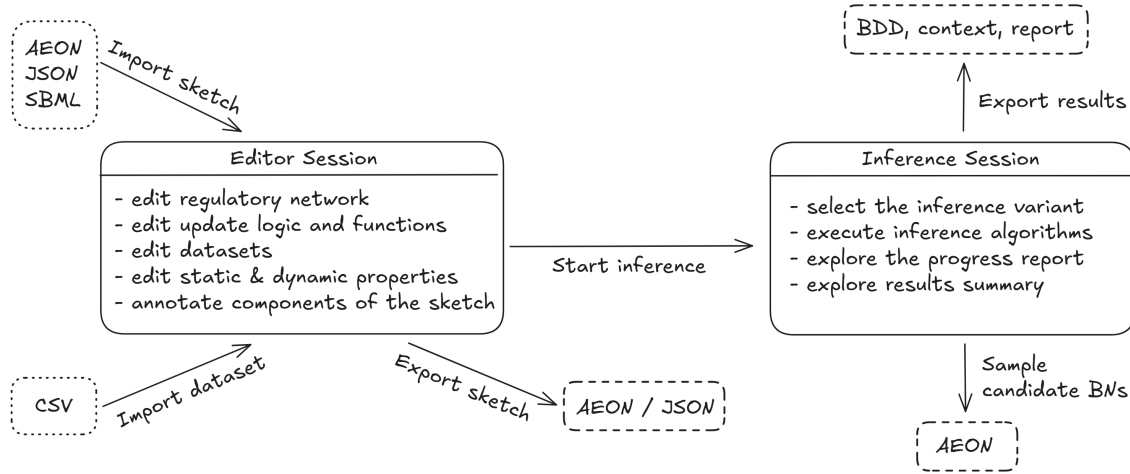 AEON
JSON
SBML
Import sketch
Editor Session
- edit regulatory network
- edit update logic and functions
- edit datasets
- edit static & dynamic properties
- annotate components of the sketch
CSV
Import dataset
Export sketch
AEON / JSON
Start inference
BDD, context, report
Export results
Inference Session
- select the inference variant
- execute inference algorithms
- explore the progress report
- explore results summary
Sample
candidate BNs
AEON